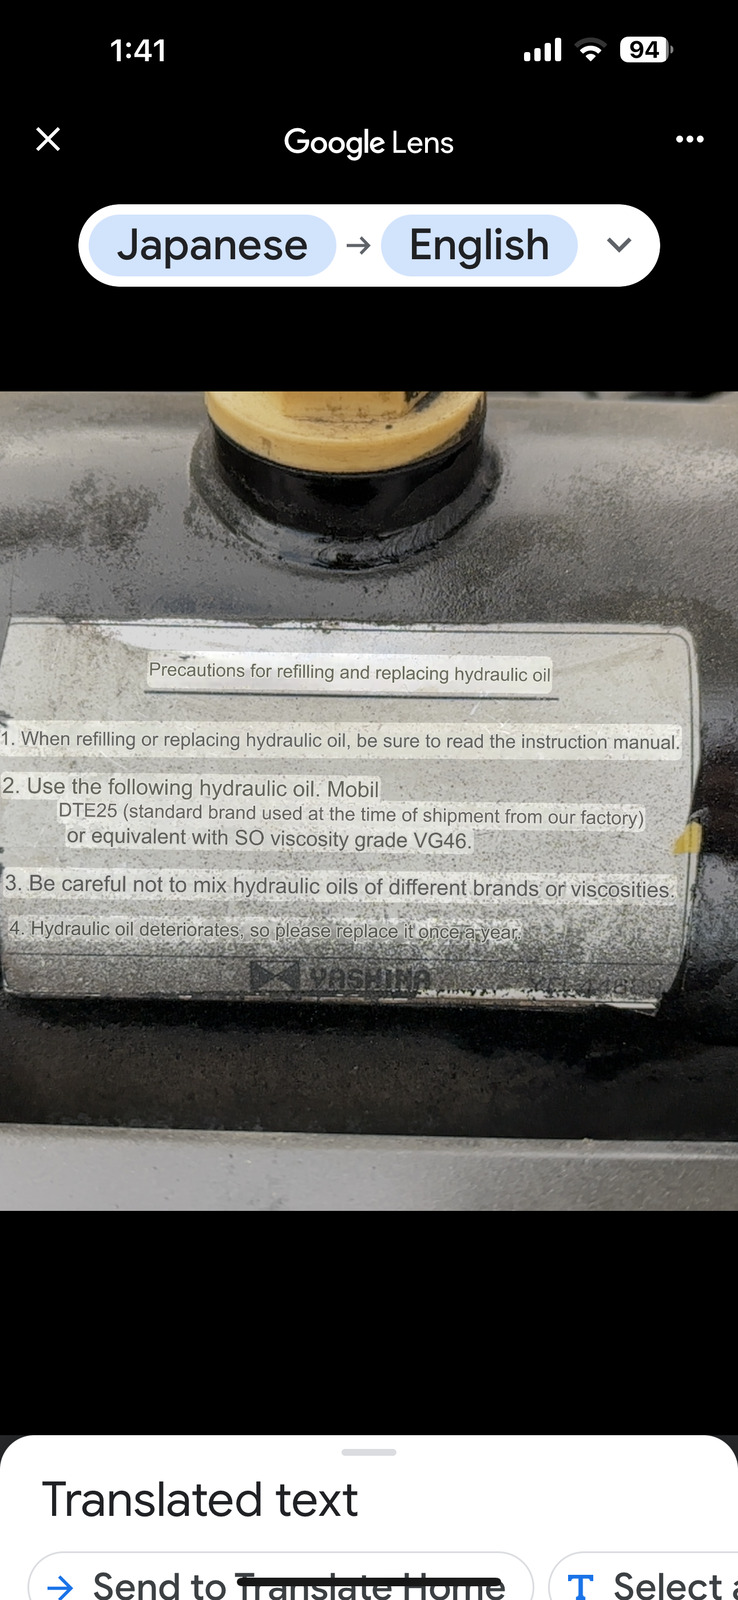 1:41
94
Google Lens
Japanese → English
Precautions for refilling and replacing hydraulic oil
1. When refilling or replacing hydraulic oil, be sure to read the instruction manual.
2. Use the following hydraulic oil. Mobil
DTE25 (standard brand used at the time of shipment from our factory)
or equivalent with SO viscosity grade VG46.
3. Be careful not to mix hydraulic oils of different brands or viscosities.
4. Hydraulic oil deteriorates, so please replace it once a year.
YASHIMA
Translated text
Send to Translate Home
Select